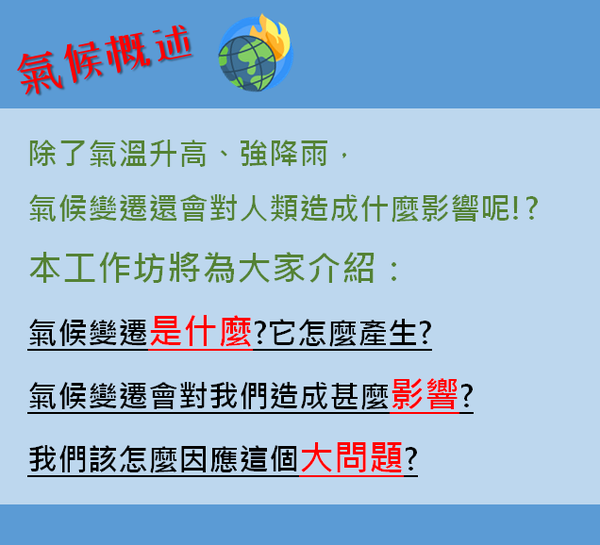 氣候概述
除了氣溫升高、強降雨，
氣候變遷還會對人類造成什麼影響呢!?
本工作坊將為大家介紹：
氣候變遷是什麼?它怎麼產生?
氣候變遷會對我們造成甚麼影響?
我們該怎麼因應這個大問題?